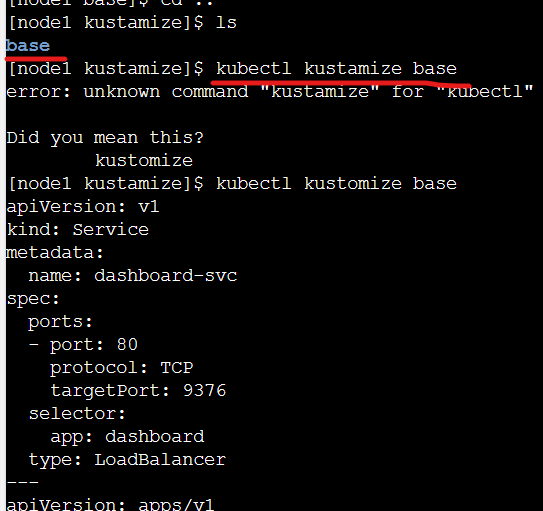 [node1 base]$ cd ..
[node1 kustamize]$ ls
base
[node1 kustamize]$ kubectl kustamize base
error: unknown command "kustamize" for "kubectl"
Did you mean this?
kustomize
[node1 kustamize]$ kubectl kustomize base
apiVersion: v1
kind: Service
metadata:
  name: dashboard-svc
spec:
  ports:
  - port: 80
    protocol: TCP
    targetPort: 9376
  selector:
    app: dashboard
  type: LoadBalancer
---
apiVersion: apps/v1